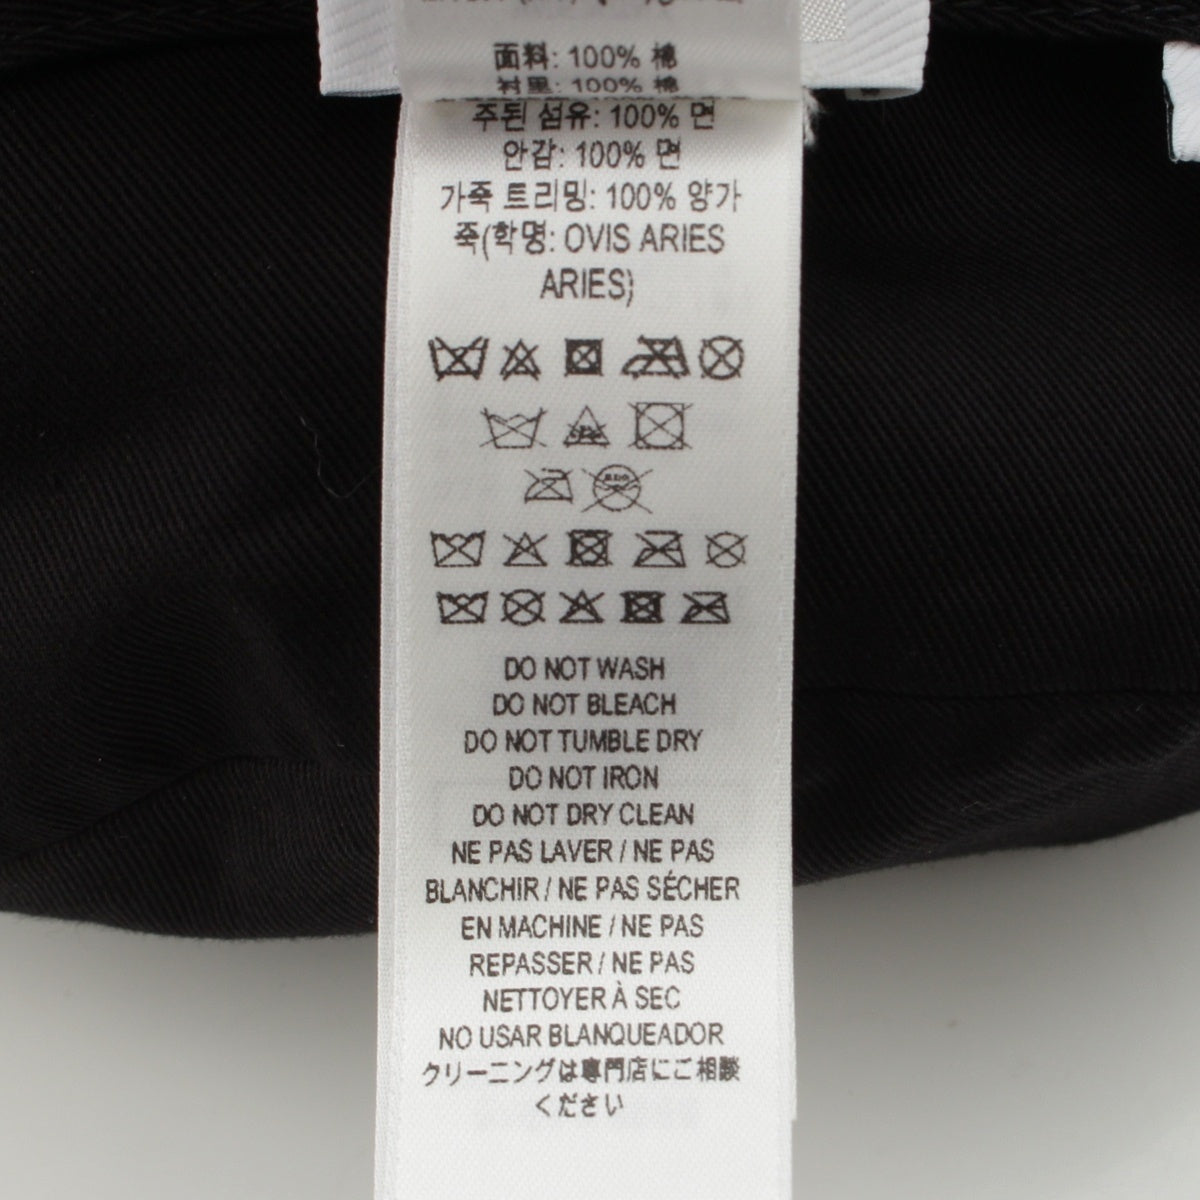 面料: 100% 棉
衬里: 100% 棉
주된 섬유: 100% 면
안감: 100% 면
가죽 트리밍: 100% 양가
죽(학명: OVIS ARIES
ARIES)
DO NOT WASH
DO NOT BLEACH
DO NOT TUMBLE DRY
DO NOT IRON
DO NOT DRY CLEAN
NE PAS LAVER / NE PAS
BLANCHIR / NE PAS SÉCHER
EN MACHINE / NE PAS
REPASSER / NE PAS
NETTOYER À SEC
NO USAR BLANQUEADOR
クリーニングは専門店にご相談
ください